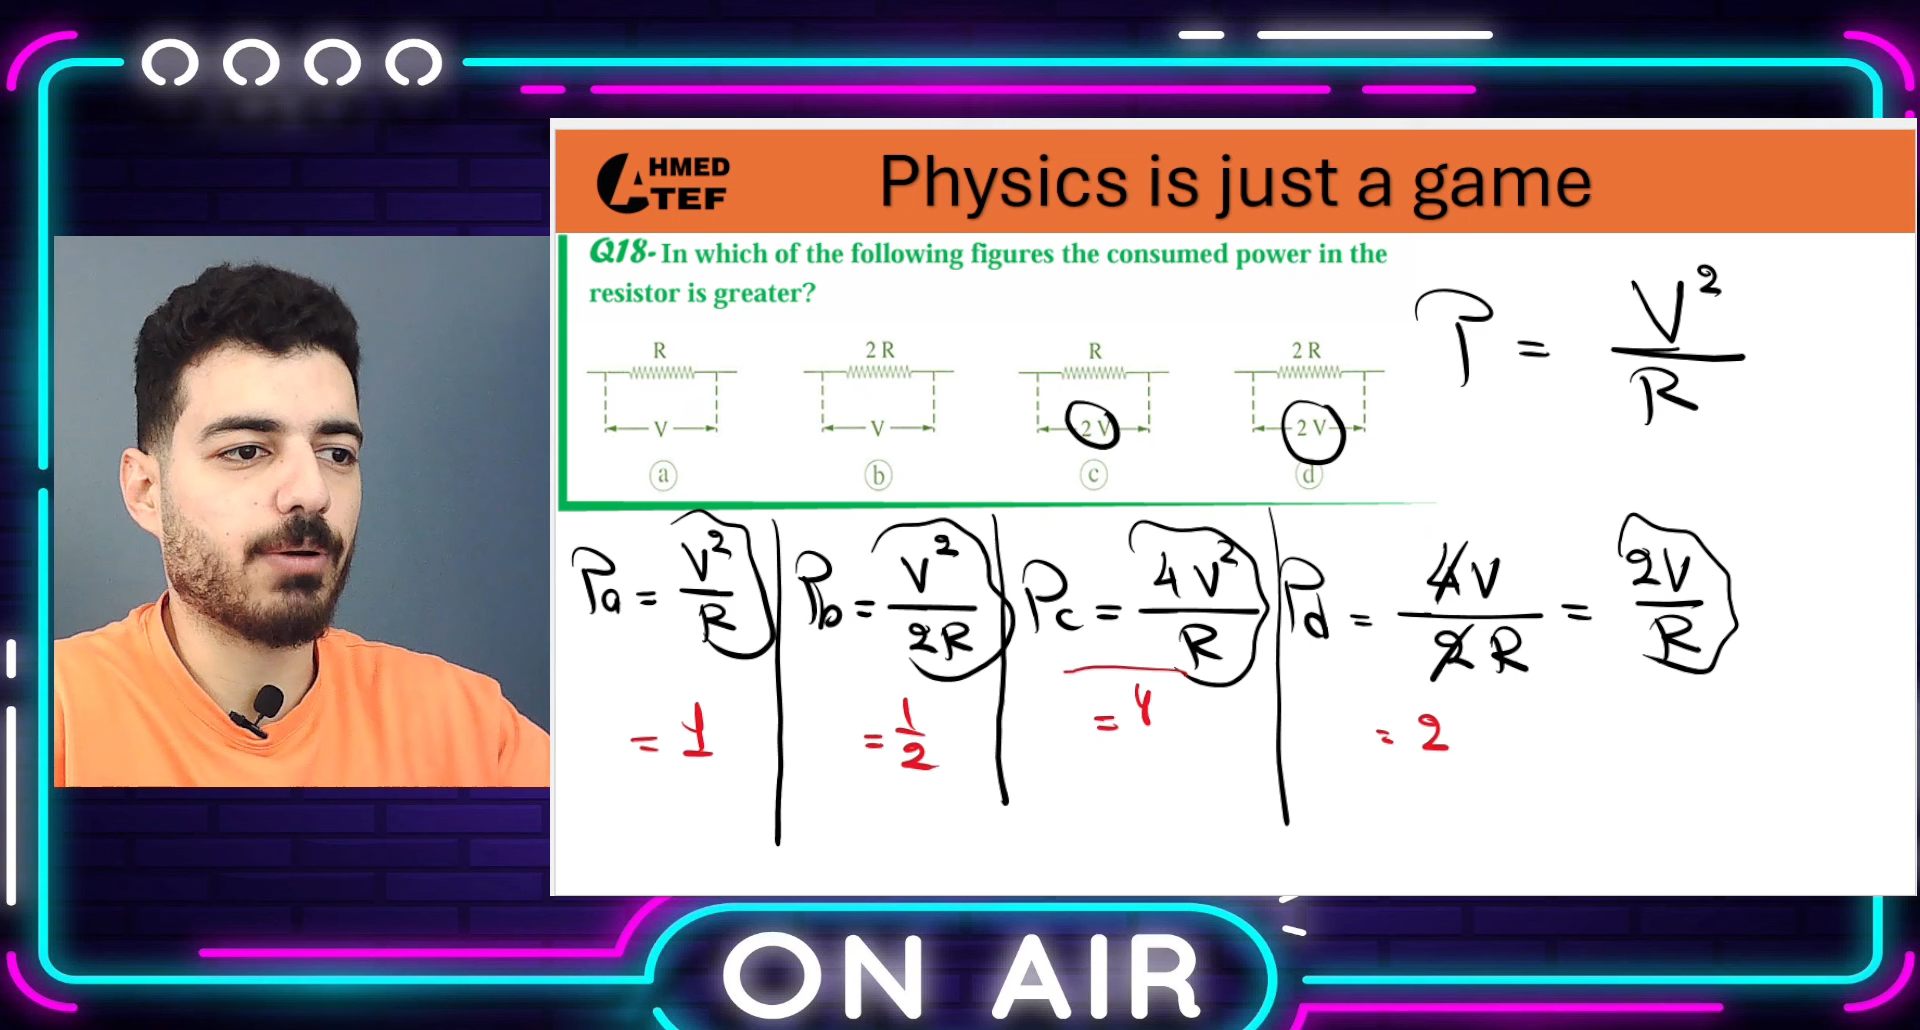 AHMED
ATEF
Physics is just a game
Q18- In which of the following figures the consumed power in the
resistor is greater?
R
V
a
2 R
V
b
R
2 V
c
2 R
2 V
d
P = V² / R
Pa = V² / R
= 1
Pb = V² / 2R
= 1/2
Pc = 4V² / R
= 4
Pd = 4V / 2R = 2V / R
= 2
ON AIR